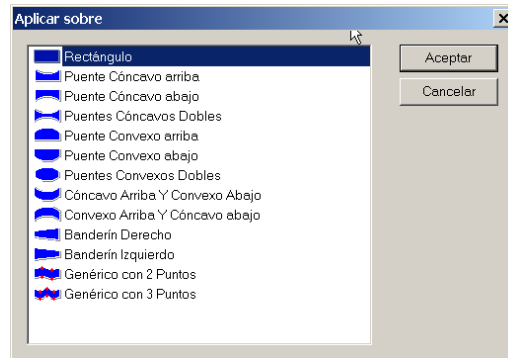 Aplicar sobre
Rectángulo
Puente Cóncavo arriba
Puente Cóncavo abajo
Puentes Cóncavos Dobles
Puente Convexo arriba
Puente Convexo abajo
Puentes Convexos Dobles
Cóncavo Arriba Y Convexo Abajo
Convexo Arriba Y Cóncavo abajo
Banderín Derecho
Banderín Izquierdo
Genérico con 2 Puntos
Genérico con 3 Puntos
Aceptar
Cancelar